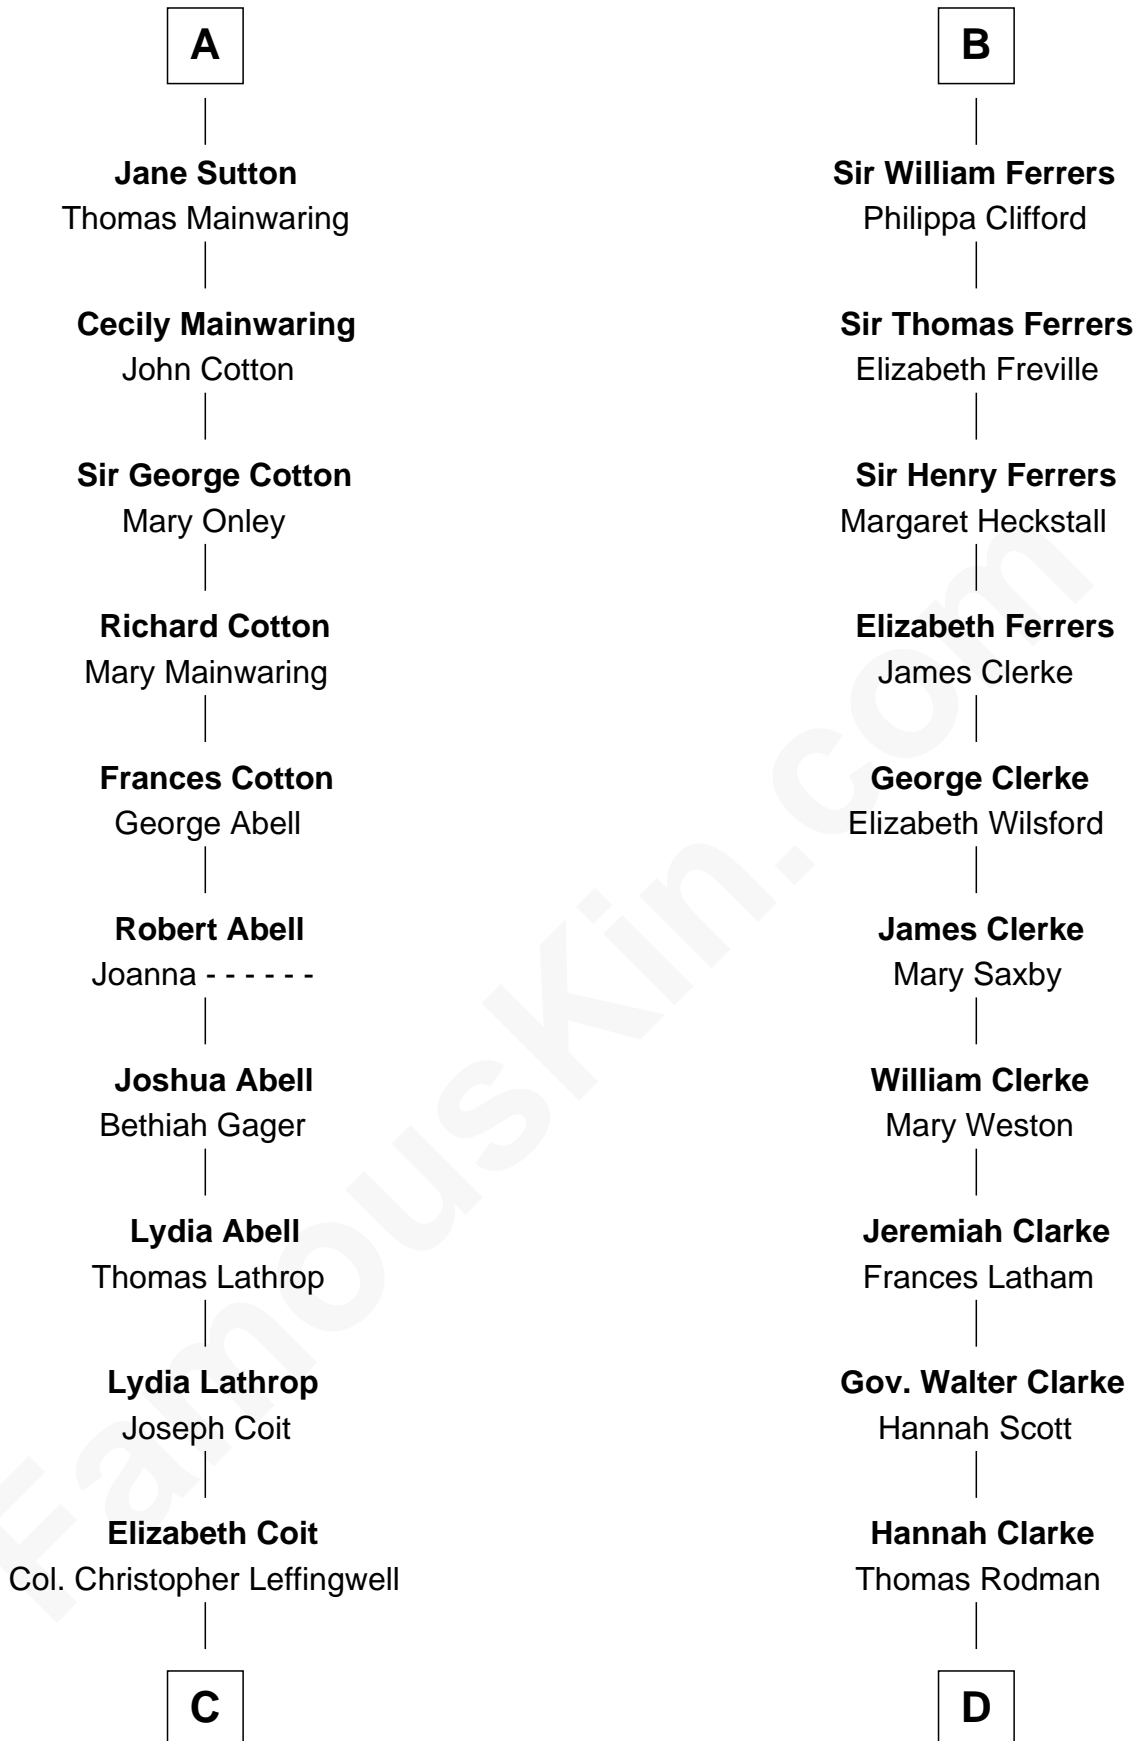 A
Jane Sutton
Thomas Mainwaring
Cecily Mainwaring
John Cotton
Sir George Cotton
Mary Onley
Richard Cotton
Mary Mainwaring
Frances Cotton
George Abell
Robert Abell
Joanna - - - - - -
Joshua Abell
Bethiah Gager
Lydia Abell
Thomas Lathrop
Lydia Lathrop
Joseph Coit
Elizabeth Coit
Col. Christopher Leffingwell
C
B
Sir William Ferrers
Philippa Clifford
Sir Thomas Ferrers
Elizabeth Freville
Sir Henry Ferrers
Margaret Heckstall
Elizabeth Ferrers
James Clerke
George Clerke
Elizabeth Wilsford
James Clerke
Mary Saxby
William Clerke
Mary Weston
Jeremiah Clarke
Frances Latham
Gov. Walter Clarke
Hannah Scott
Hannah Clarke
Thomas Rodman
D
FamousKin.com